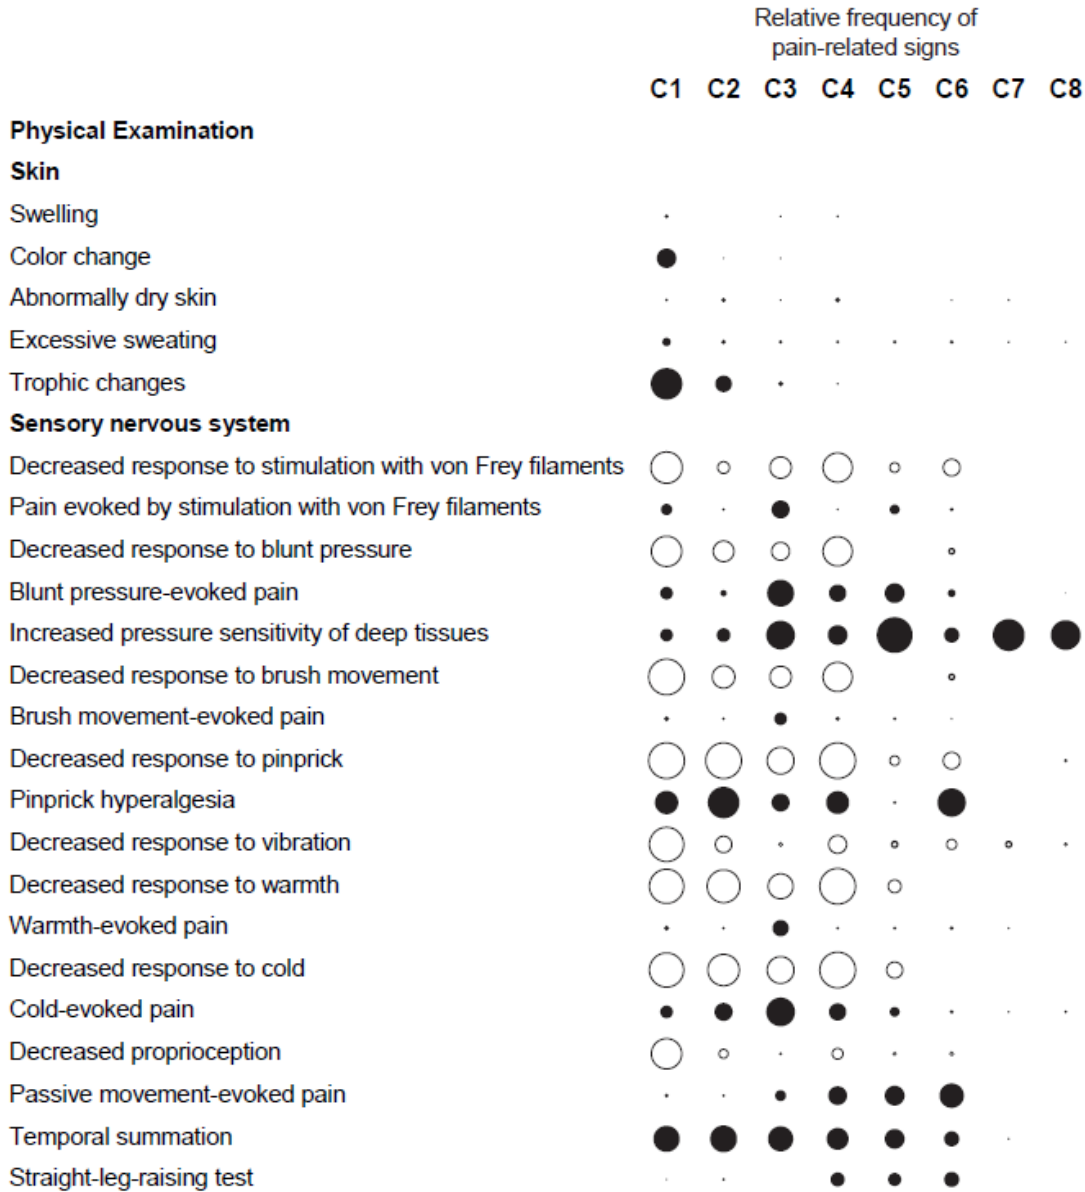 Relative frequency of
pain-related signs
C1 C2 C3 C4 C5 C6 C7 C8
Physical Examination
Skin
Swelling
Color change
Abnormally dry skin
Excessive sweating
Trophic changes
Sensory nervous system
Decreased response to stimulation with von Frey filaments
Pain evoked by stimulation with von Frey filaments
Decreased response to blunt pressure
Blunt pressure-evoked pain
Increased pressure sensitivity of deep tissues
Decreased response to brush movement
Brush movement-evoked pain
Decreased response to pinprick
Pinprick hyperalgesia
Decreased response to vibration
Decreased response to warmth
Warmth-evoked pain
Decreased response to cold
Cold-evoked pain
Decreased proprioception
Passive movement-evoked pain
Temporal summation
Straight-leg-raising test